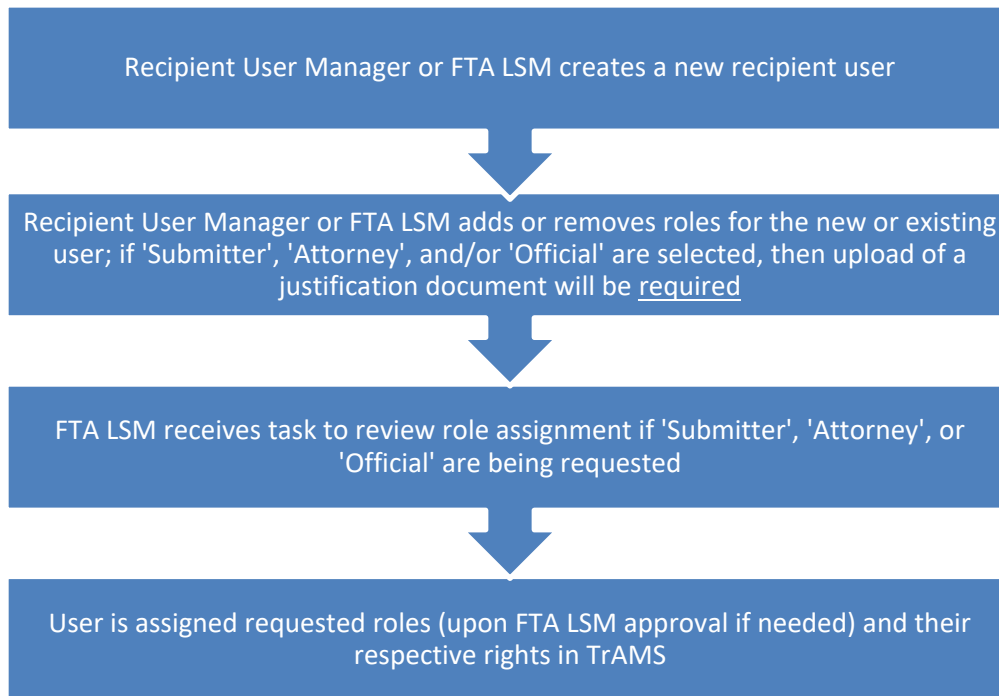 Recipient User Manager or FTA LSM creates a new recipient user
Recipient User Manager or FTA LSM adds or removes roles for the new or existing
user; if 'Submitter', 'Attorney', and/or 'Official' are selected, then upload of a
justification document will be required
FTA LSM receives task to review role assignment if 'Submitter', 'Attorney', or
'Official' are being requested
User is assigned requested roles (upon FTA LSM approval if needed) and their
respective rights in TrAMS